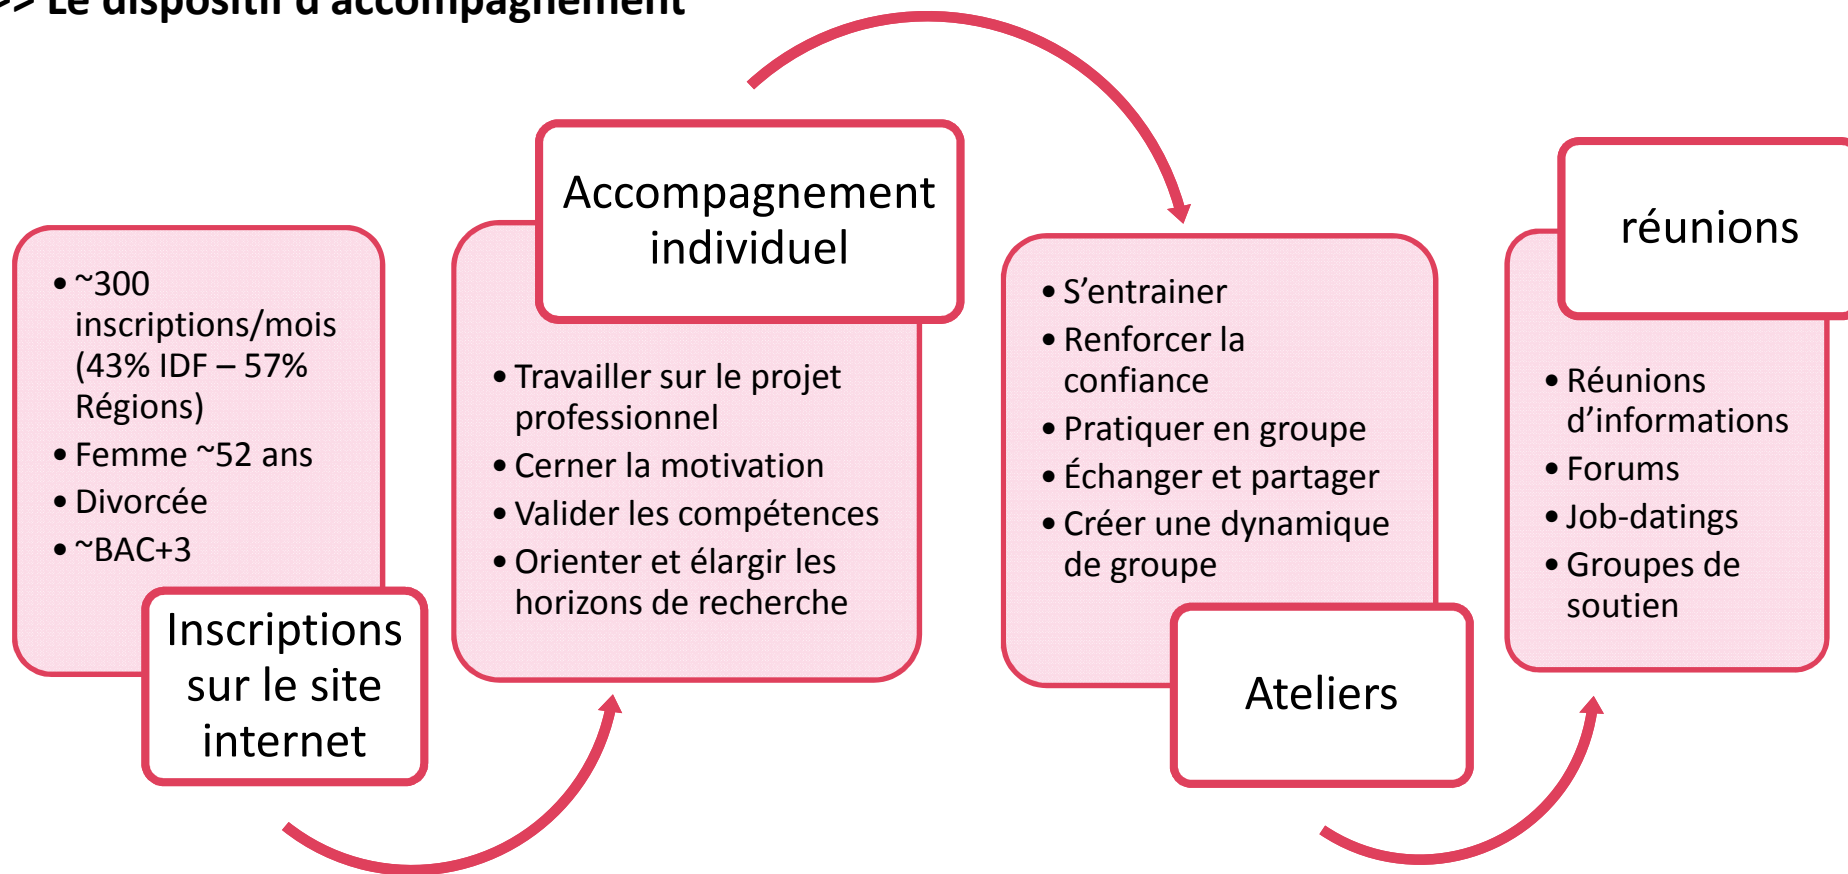 >> Le dispositif d'accompagnement
• ~300
inscriptions/mois
(43% IDF – 57%
Régions)
• Femme ~52 ans
• Divorcée
• ~BAC+3
Inscriptions
sur le site
internet
Accompagnement
individuel
• Travailler sur le projet
professionnel
• Cerner la motivation
• Valider les compétences
• Orienter et élargir les
horizons de recherche
• S’entrainer
• Renforcer la
confiance
• Pratiquer en groupe
• Échanger et partager
• Créer une dynamique
de groupe
Ateliers
réunions
• Réunions
d’informations
• Forums
• Job-datings
• Groupes de
soutien